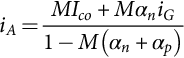 i_A = \frac{MI_{co} + M\alpha_n i_G}{1 - M(\alpha_n + \alpha_p)}